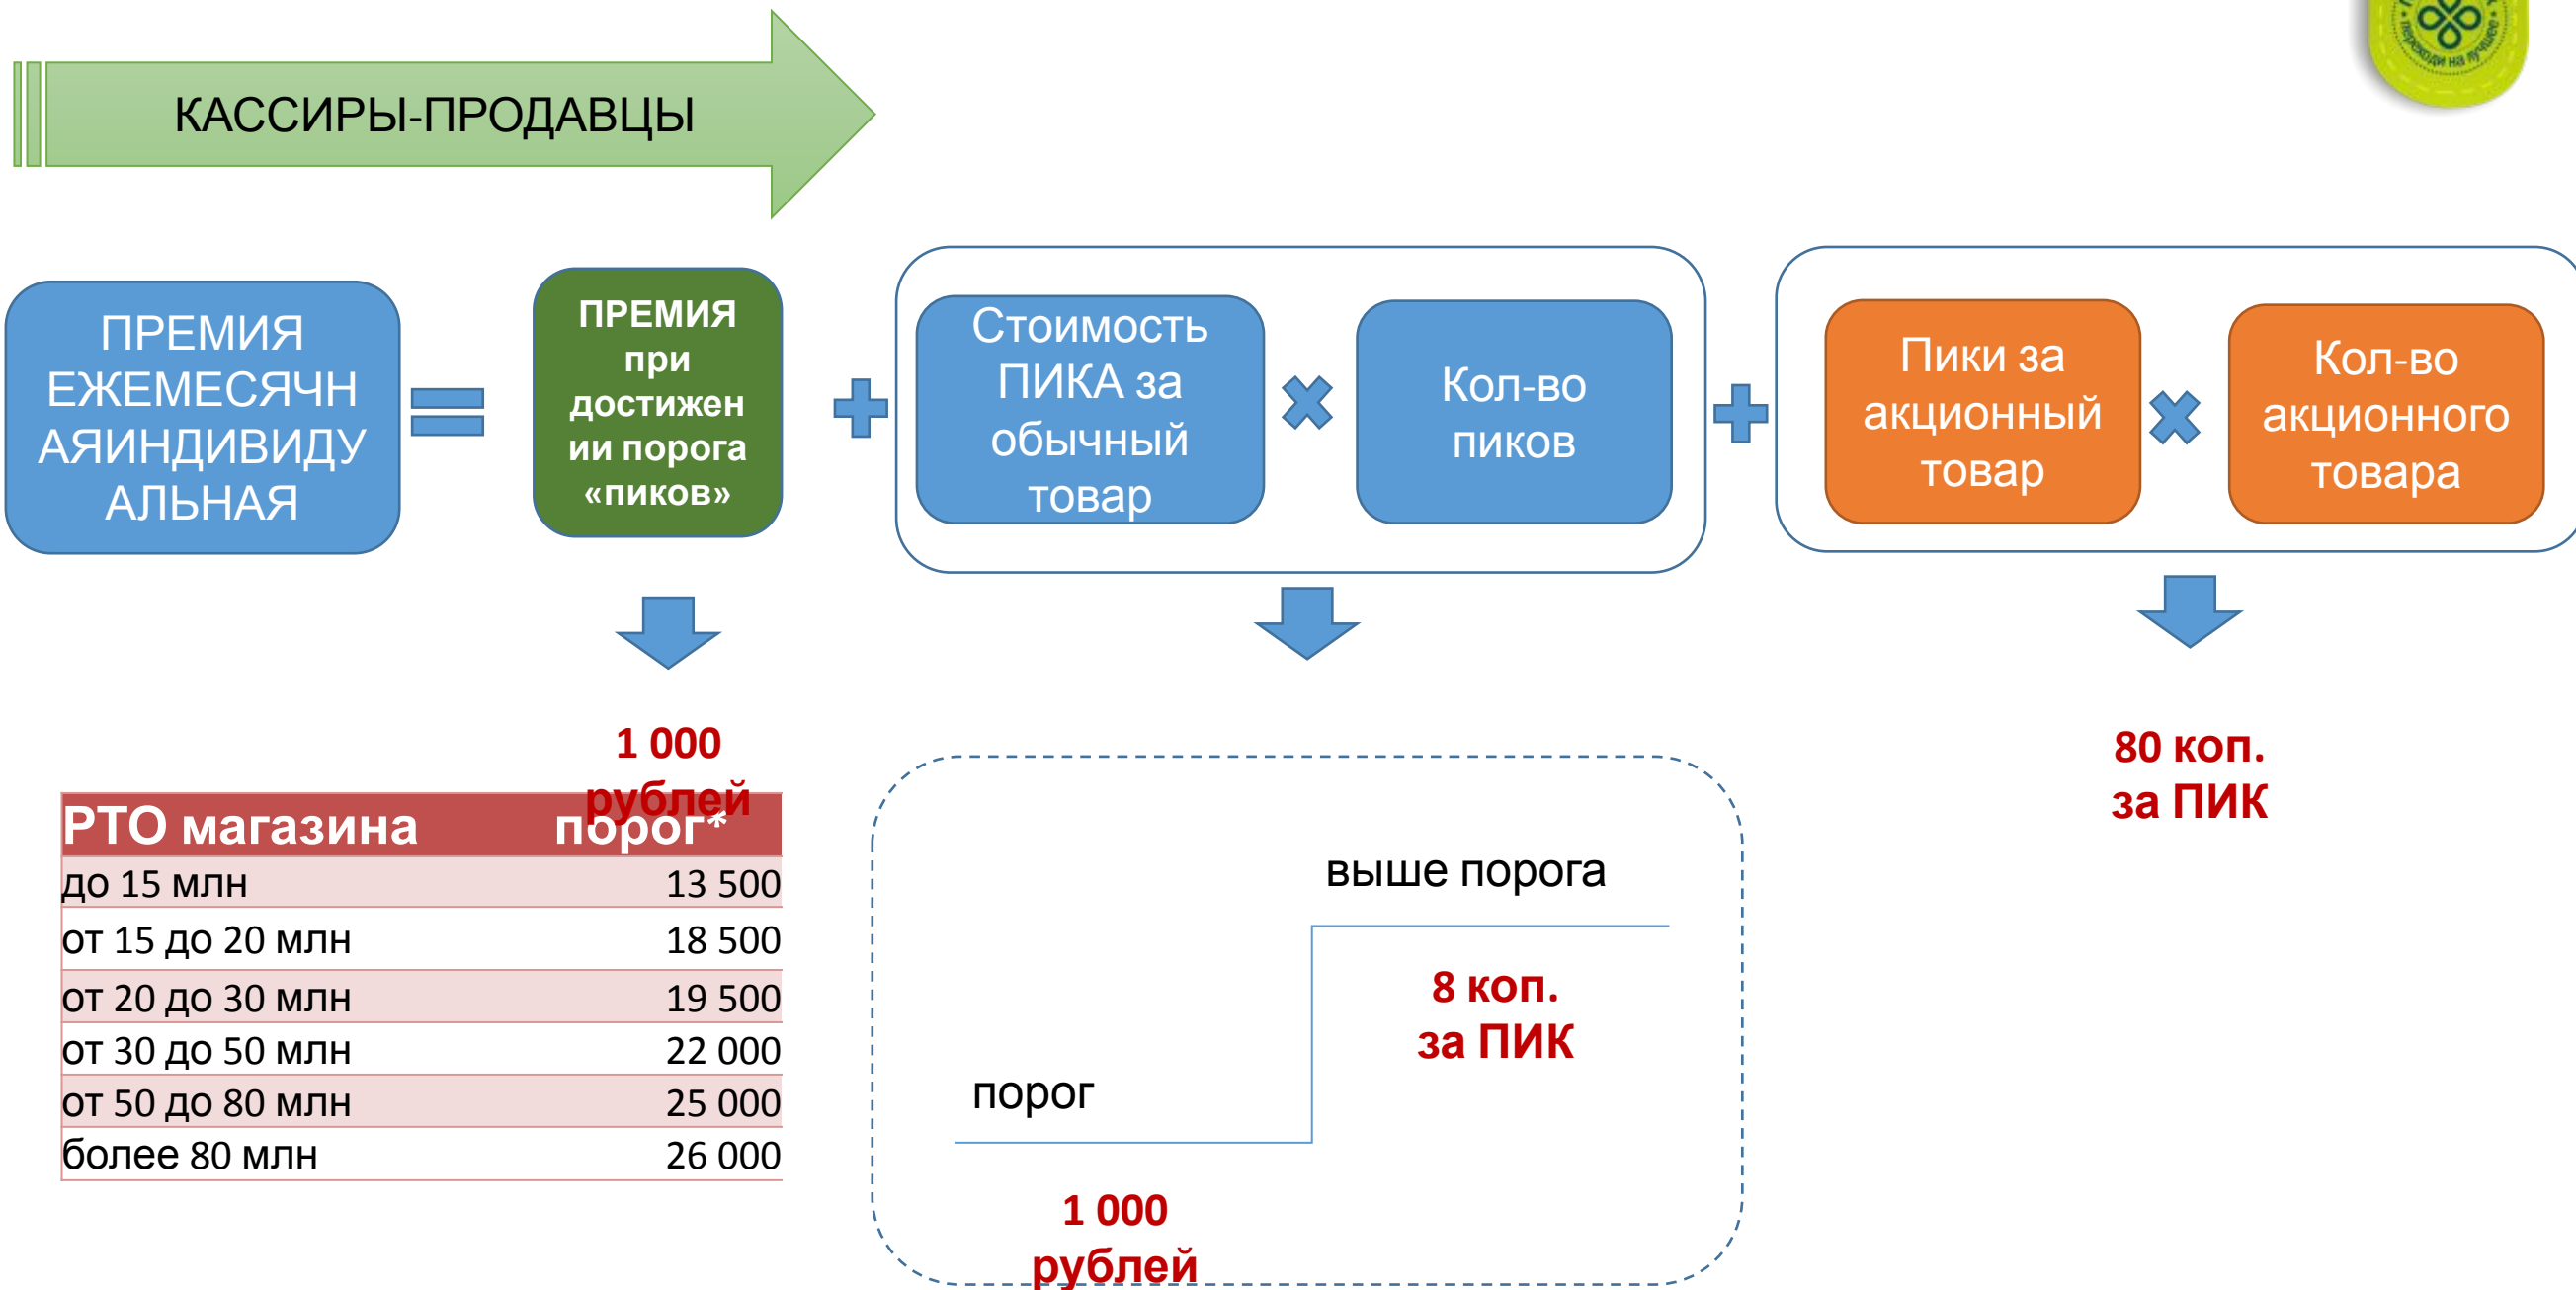 переходи на лучшее
КАССИРЫ-ПРОДАВЦЫ
ПРЕМИЯ
ЕЖЕМЕСЯЧН
АЯИНДИВИДУ
АЛЬНАЯ
ПРЕМИЯ
при
достижен
ии порога
«пиков»
Стоимость
ПИКА за
обычный
товар
Кол-во
пиков
Пики за
акционный
товар
Кол-во
акционного
товара
1 000
рублей
80 коп.
за ПИК
РТО магазина порог*
до 15 млн 13 500
от 15 до 20 млн 18 500
от 20 до 30 млн 19 500
от 30 до 50 млн 22 000
от 50 до 80 млн 25 000
более 80 млн 26 000
выше порога
8 коп.
за ПИК
порог
1 000
рублей